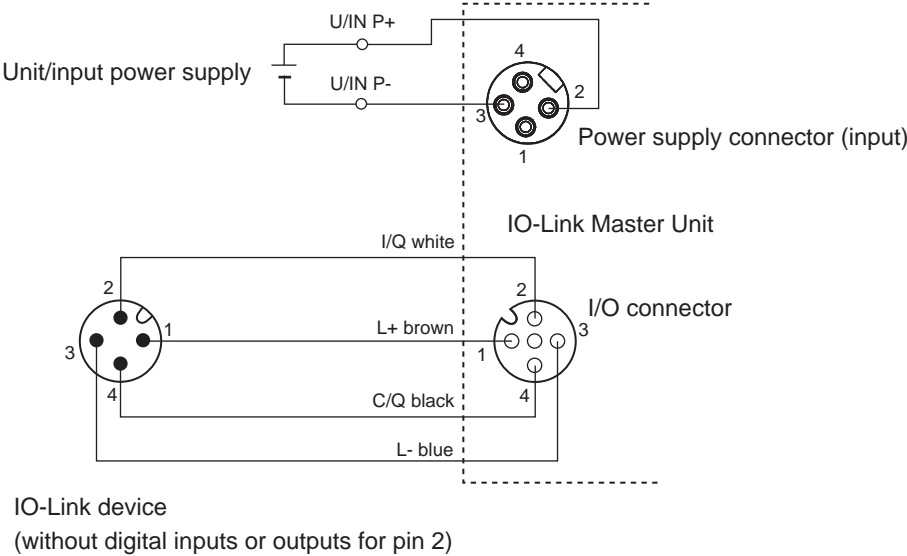 U/IN P+
Unit/input power supply
U/IN P-
4
2
3
1
Power supply connector (input)
IO-Link Master Unit
I/Q white
2
2
I/O connector
L+ brown
1
3
3
1
4
4
C/Q black
L- blue
IO-Link device
(without digital inputs or outputs for pin 2)